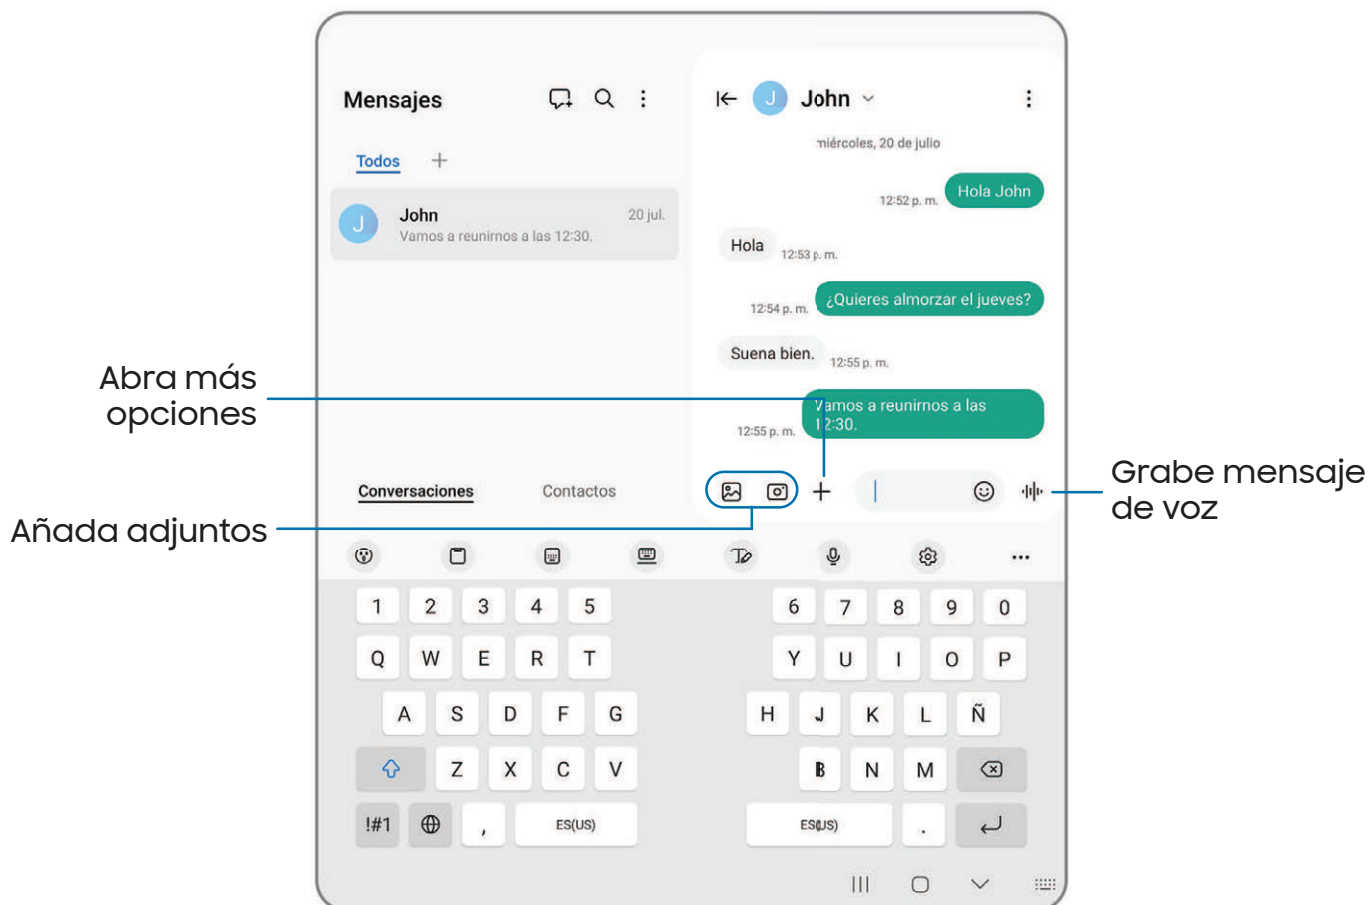 Mensajes
Todos
J
John
20 jul.
Vamos a reunirnos a las 12:30.
Conversaciones
Contactos
J
John
miércoles, 20 de julio
Hola John
12:52 p. m.
Hola
12:53 p. m.
¿Quieres almorzar el jueves?
12:54 p. m.
Suena bien.
12:55 p. m.
Vamos a reunirnos a las
12:30.
12:55 p. m.
Abra más
opciones
Añada adjuntos
Grabe mensaje
de voz
1 2 3 4 5 6 7 8 9 0
Q W E R T Y U I O P
A S D F G H J K L Ñ
Z X C V B N M
!#1 , ES(US) ES(US) .